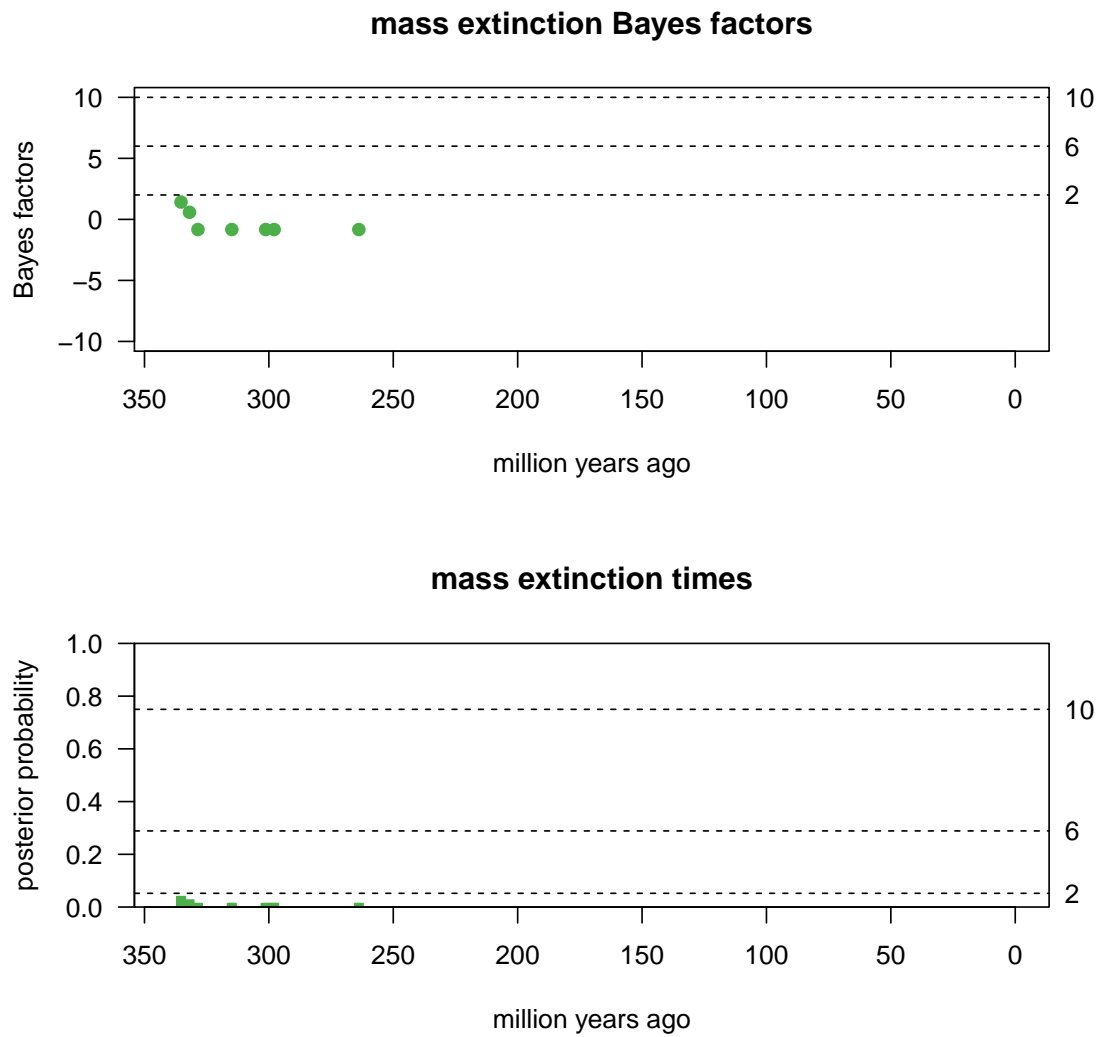 mass extinction Bayes factors
Bayes factors
10
5
0
−5
−10
10
6
2
350 300 250 200 150 100 50 0
million years ago
mass extinction times
posterior probability
1.0
0.8
0.6
0.4
0.2
0.0
10
6
2
350 300 250 200 150 100 50 0
million years ago